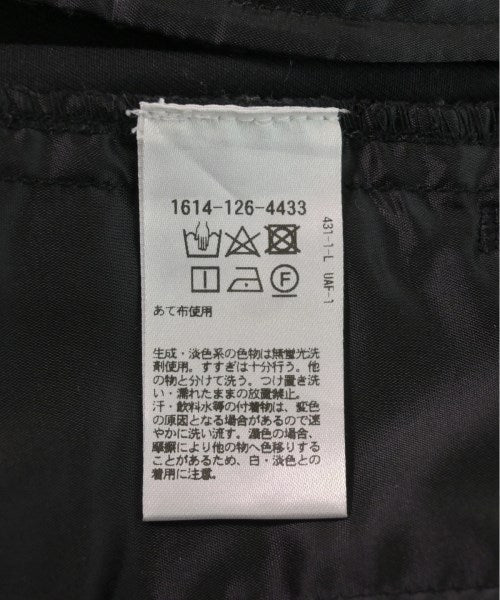 1614-126-4433
431-1-L UAF-1
F
あて布使用
生成・淡色系の色物は無蛍光洗
剤使用。すすぎは十分行う。他
の物と分けて洗う。つけ置き洗
い・濡れたままの放置禁止。
汗・飲料水等の付着物は、変色
の原因となる場合があるので速
やかに洗い流す。濃色の場合、
摩擦により他の物へ色移りする
ことがあるため、白・淡色との
着用に注意。